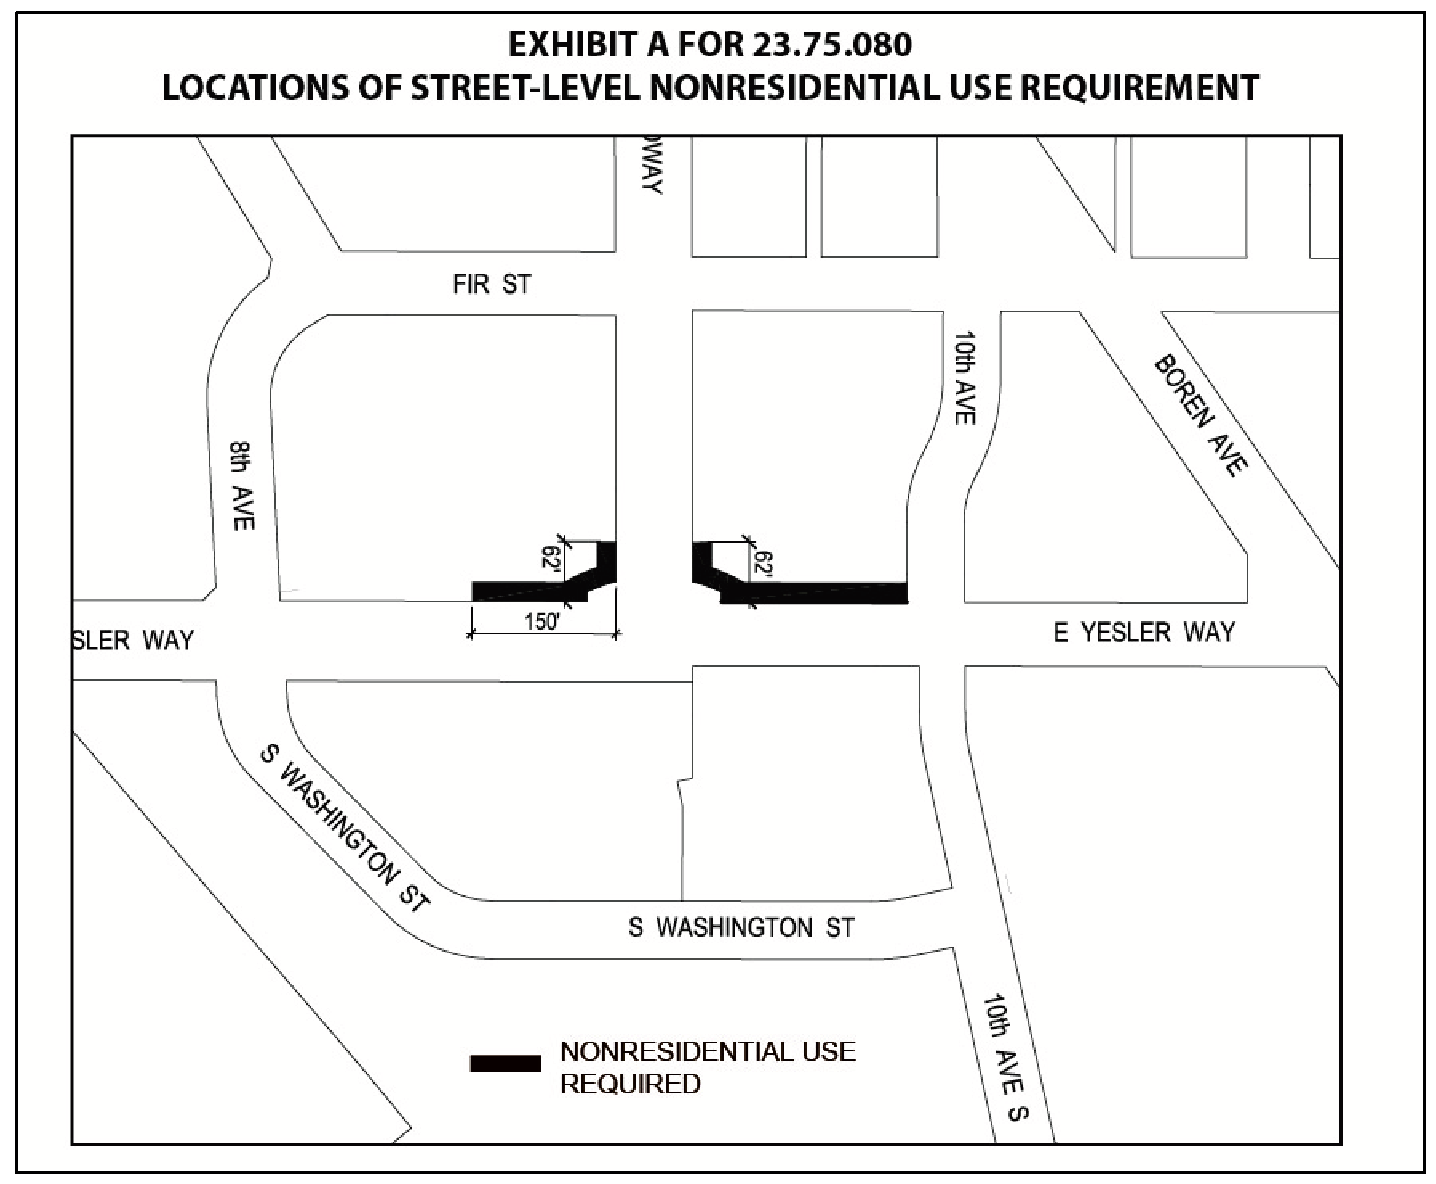 EXHIBIT A FOR 23.75.080
LOCATIONS OF STREET-LEVEL NONRESIDENTIAL USE REQUIREMENT
DWAY
FIR ST
10th AVE
BOREN AVE
8th AVE
62'
62'
150'
SLER WAY
E YESLER WAY
S WASHINGTON ST
S WASHINGTON ST
10th AVE S
NONRESIDENTIAL USE
REQUIRED